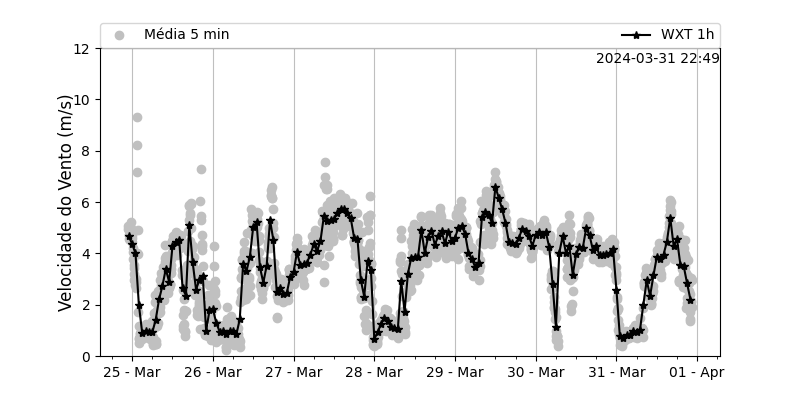 Média 5 min
WXT 1h
2024-03-31 22:49
Velocidade do Vento (m/s)
12
10
8
6
4
2
0
25 - Mar 26 - Mar 27 - Mar 28 - Mar 29 - Mar 30 - Mar 31 - Mar 01 - Apr